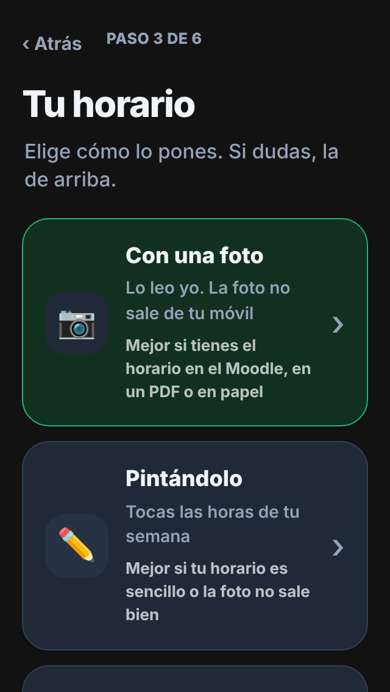 ‹ Atrás
PASO 3 DE 6
Tu horario
Elige cómo lo pones. Si dudas, la
de arriba.
Con una foto
Lo leo yo. La foto no
sale de tu móvil
Mejor si tienes el
horario en el Moodle, en
un PDF o en papel
Pintándolo
Tocas las horas de tu
semana
Mejor si tu horario es
sencillo o la foto no sale
bien